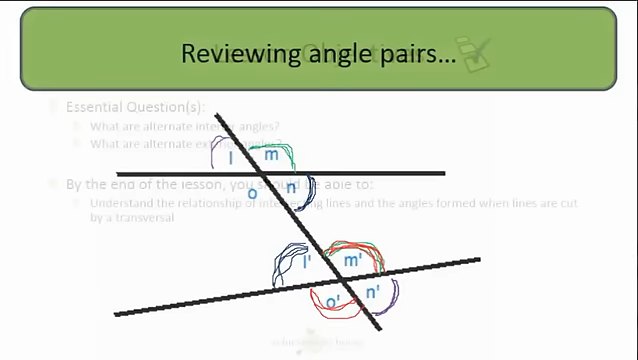 Reviewing angle pairs...
Lesson Objectives
Essential Question(s):
What are alternate interior angles?
What are alternate exterior angles?
l m
o n
By the end of the lesson, you should be able to:
Understand the relationship of intersecting lines and the angles formed when lines are cut
by a transversal
l' m'
o' n'